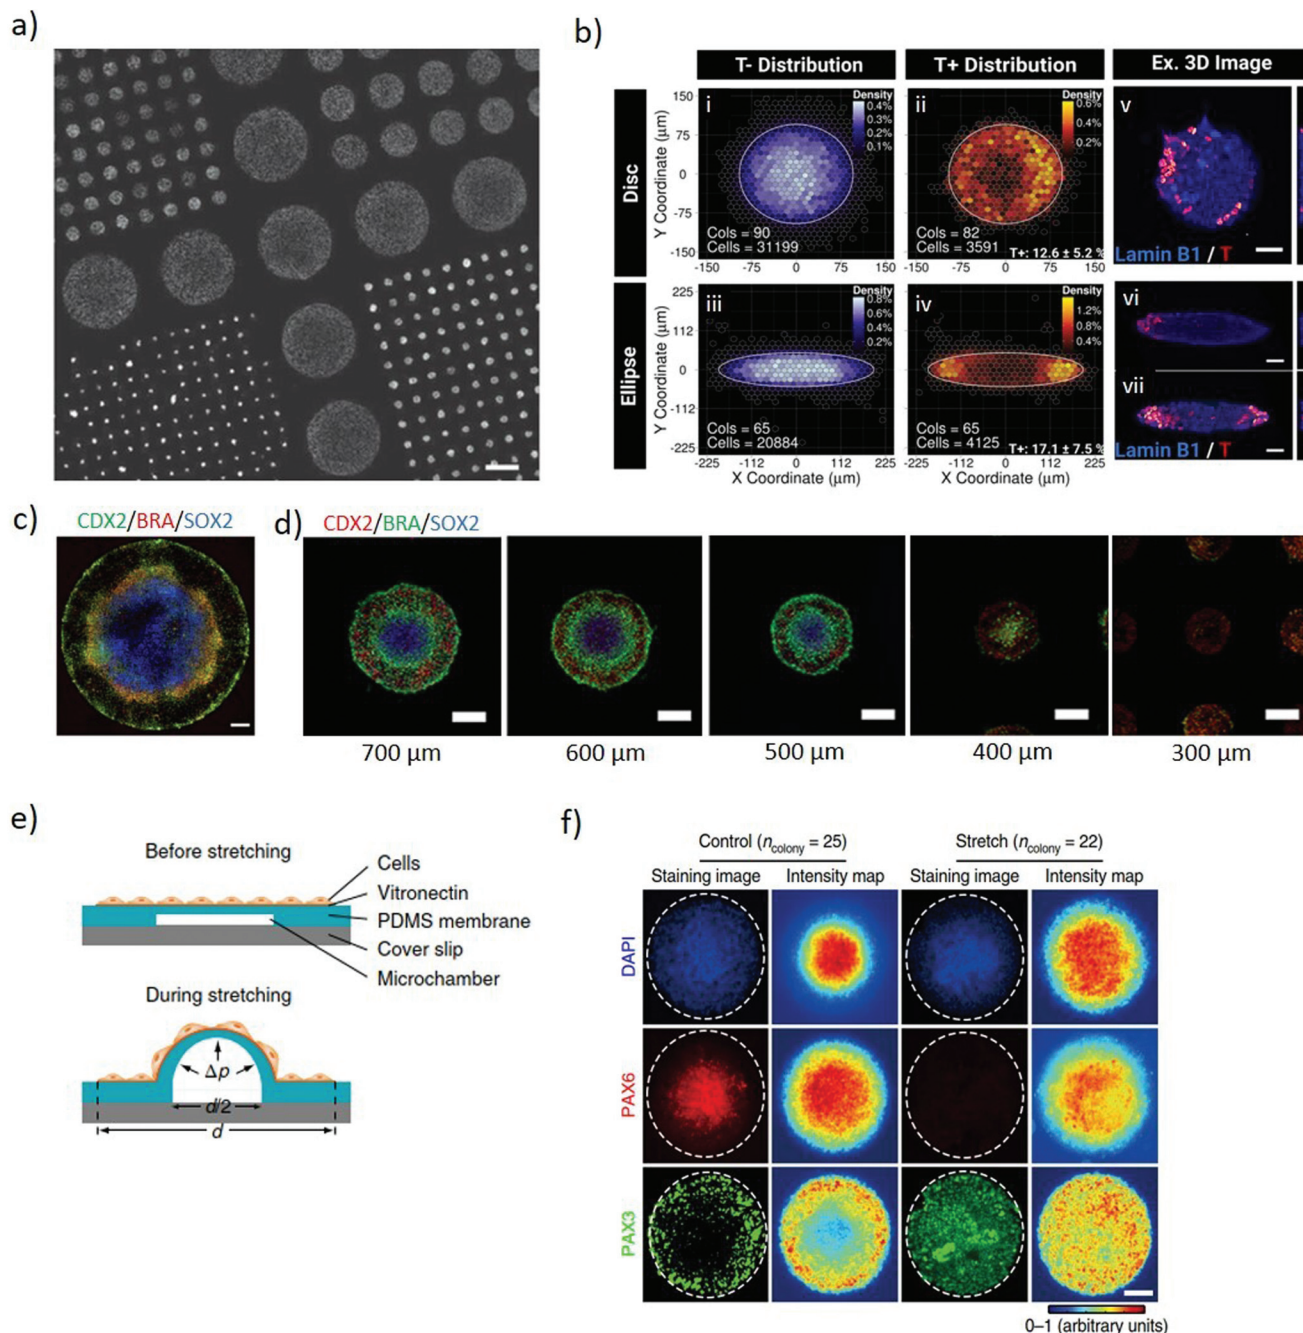 a)
b)
T- Distribution
T+ Distribution
Ex. 3D Image
Disc
Y Coordinate (µm)
150
75
0
-75
-150
i
Density
0.4%
0.3%
0.2%
0.1%
Cols = 90
Cells = 31199
-150 -75 0 75 150
ii
Density
0.6%
0.4%
0.2%
Cols = 82
Cells = 3591
T+: 12.6 ± 5.2 %
-150 -75 0 75 150
v
Lamin B1 / T
Ellipse
Y Coordinate (µm)
225
112
0
-112
-225
iii
Density
0.8%
0.6%
0.4%
0.2%
Cols = 65
Cells = 20884
-225 -112 0 112 225
iv
Density
1.2%
0.8%
0.4%
Cols = 65
Cells = 4125
T+: 17.1 ± 7.5 %
-225 -112 0 112 225
X Coordinate (µm)
vi
vii
Lamin B1 / T
c)
CDX2/BRA/SOX2
d)
CDX2/BRA/SOX2
700 µm
600 µm
500 µm
400 µm
300 µm
e)
Before stretching
Cells
Vitronectin
PDMS membrane
Cover slip
Microchamber
During stretching
Δp
d/2
d
f)
Control (ncolony = 25)
Stretch (ncolony = 22)
Staining image
Intensity map
Staining image
Intensity map
DAPI
PAX6
PAX3
0–1 (arbitrary units)